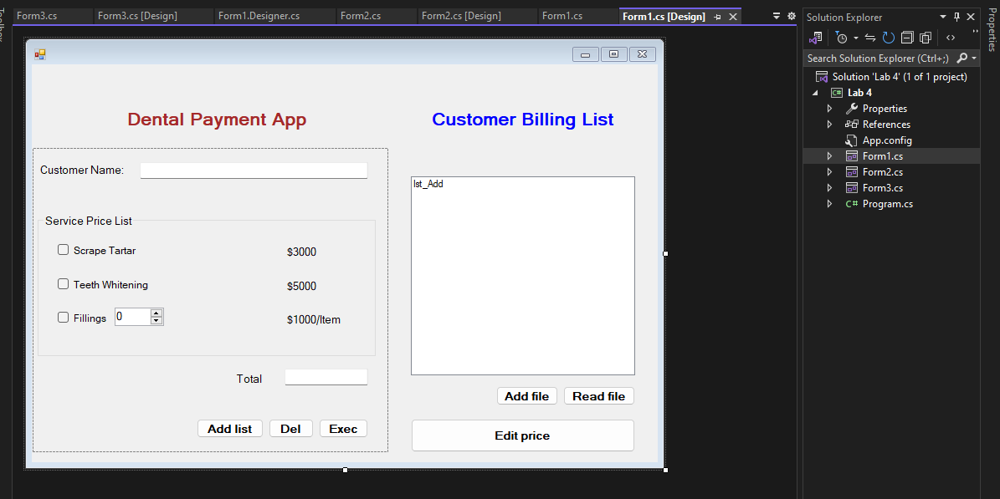 Form3.cs
Form3.cs [Design]
Form1.Designer.cs
Form2.cs
Form2.cs [Design]
Form1.cs
Form1.cs [Design]
Toolbox
Dental Payment App
Customer Name:
Service Price List
Scrape Tartar $3000
Teeth Whitening $5000
Fillings 0 $1000/Item
Total
Add list Del Exec
Customer Billing List
lst_Add
Add file Read file
Edit price
Solution Explorer
Search Solution Explorer (Ctrl+;)
Solution 'Lab 4' (1 of 1 project)
C# Lab 4
Properties
References
App.config
Form1.cs
Form2.cs
Form3.cs
C# Program.cs
Properties